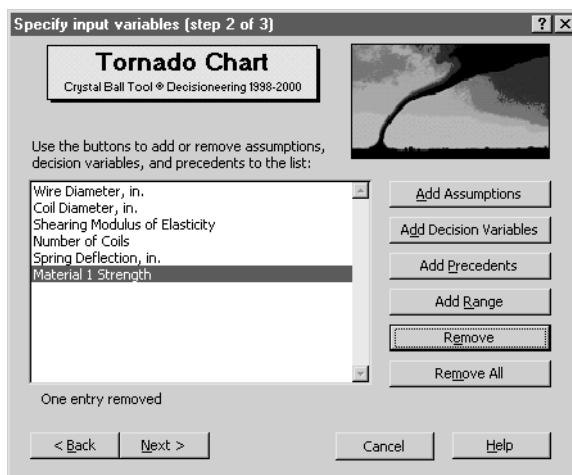 Specify input variables (step 2 of 3)
? X
Tornado Chart
Crystal Ball Tool ® Decisioneering 1998-2000
Use the buttons to add or remove assumptions,
decision variables, and precedents to the list:
Wire Diameter, in.
Coil Diameter, in.
Shearing Modulus of Elasticity
Number of Coils
Spring Deflection, in.
Material 1 Strength
One entry removed
Add Assumptions
Add Decision Variables
Add Precedents
Add Range
Remove
Remove All
< Back
Next >
Cancel
Help